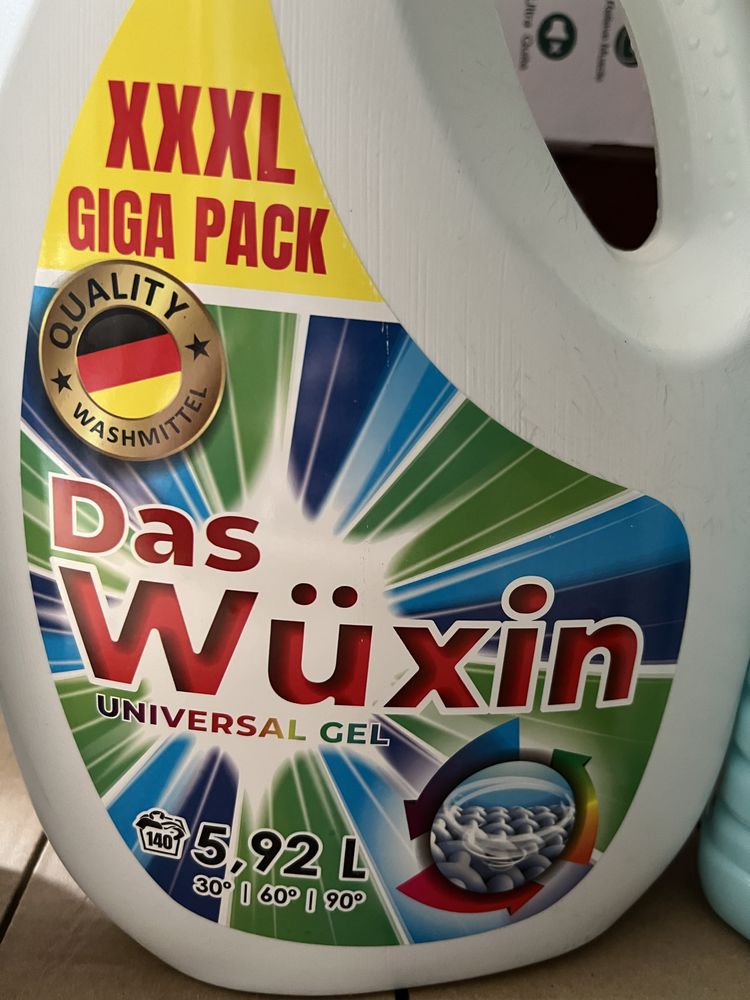 XXXL
GIGA PACK
QUALITY
WASHMITTEL
Das
Wüxin
UNIVERSAL GEL
140
5,92 L
30° | 60° | 90°